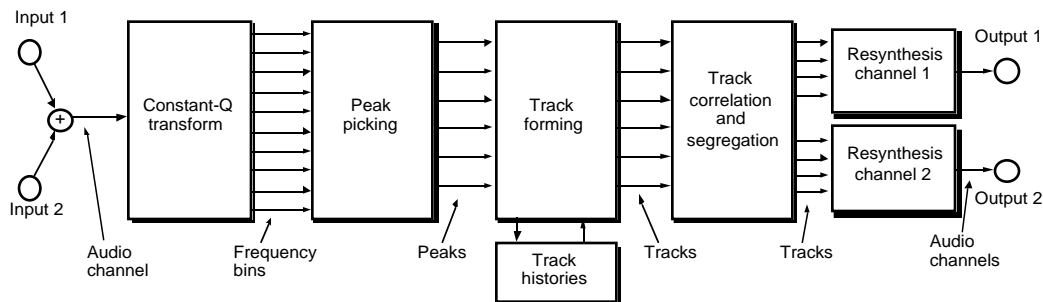 Input 1
Input 2
+
Audio
channel
Constant-Q
transform
Frequency
bins
Peak
picking
Peaks
Track
forming
Track
histories
Tracks
Track
correlation
and
segregation
Tracks
Resynthesis
channel 1
Resynthesis
channel 2
Output 1
Output 2
Audio
channels